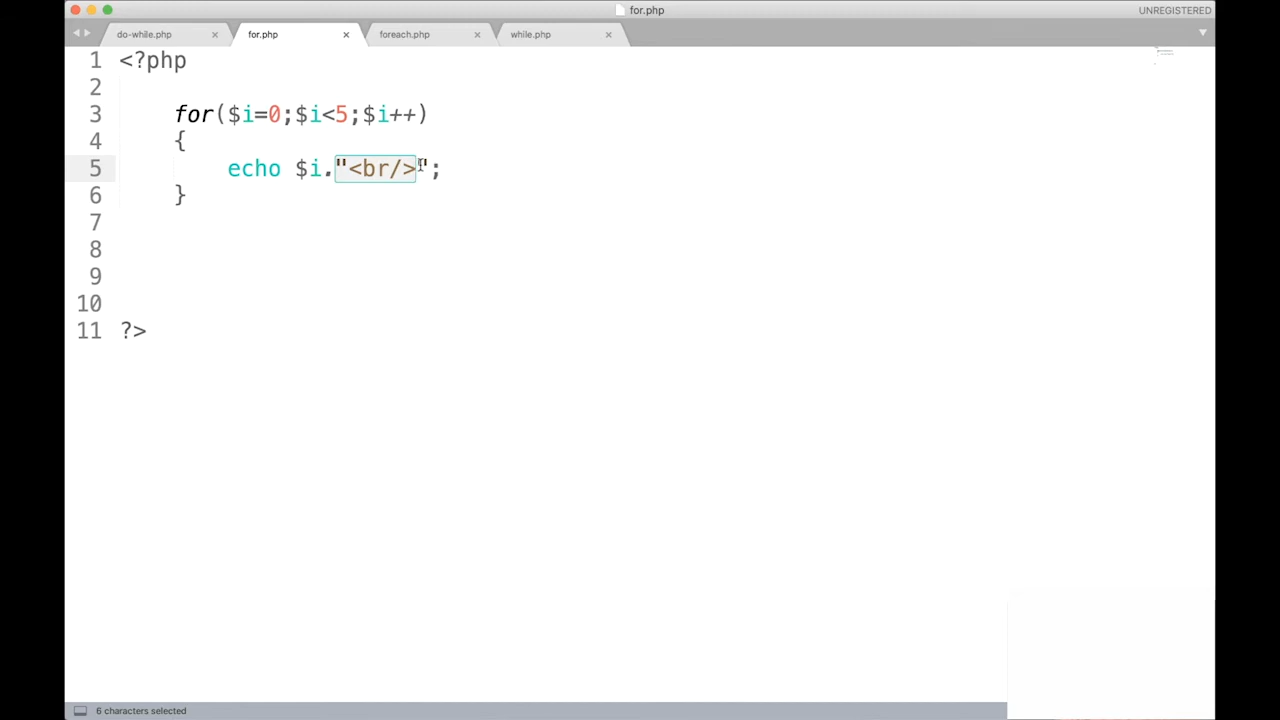 for.php
UNREGISTERED
do-while.php
for.php
foreach.php
while.php
1 <?php
2
3 for($i=0;$i<5;$i++)
4 {
5 echo $i."<br/>";
6 }
7
8
9
10
11 ?>
6 characters selected